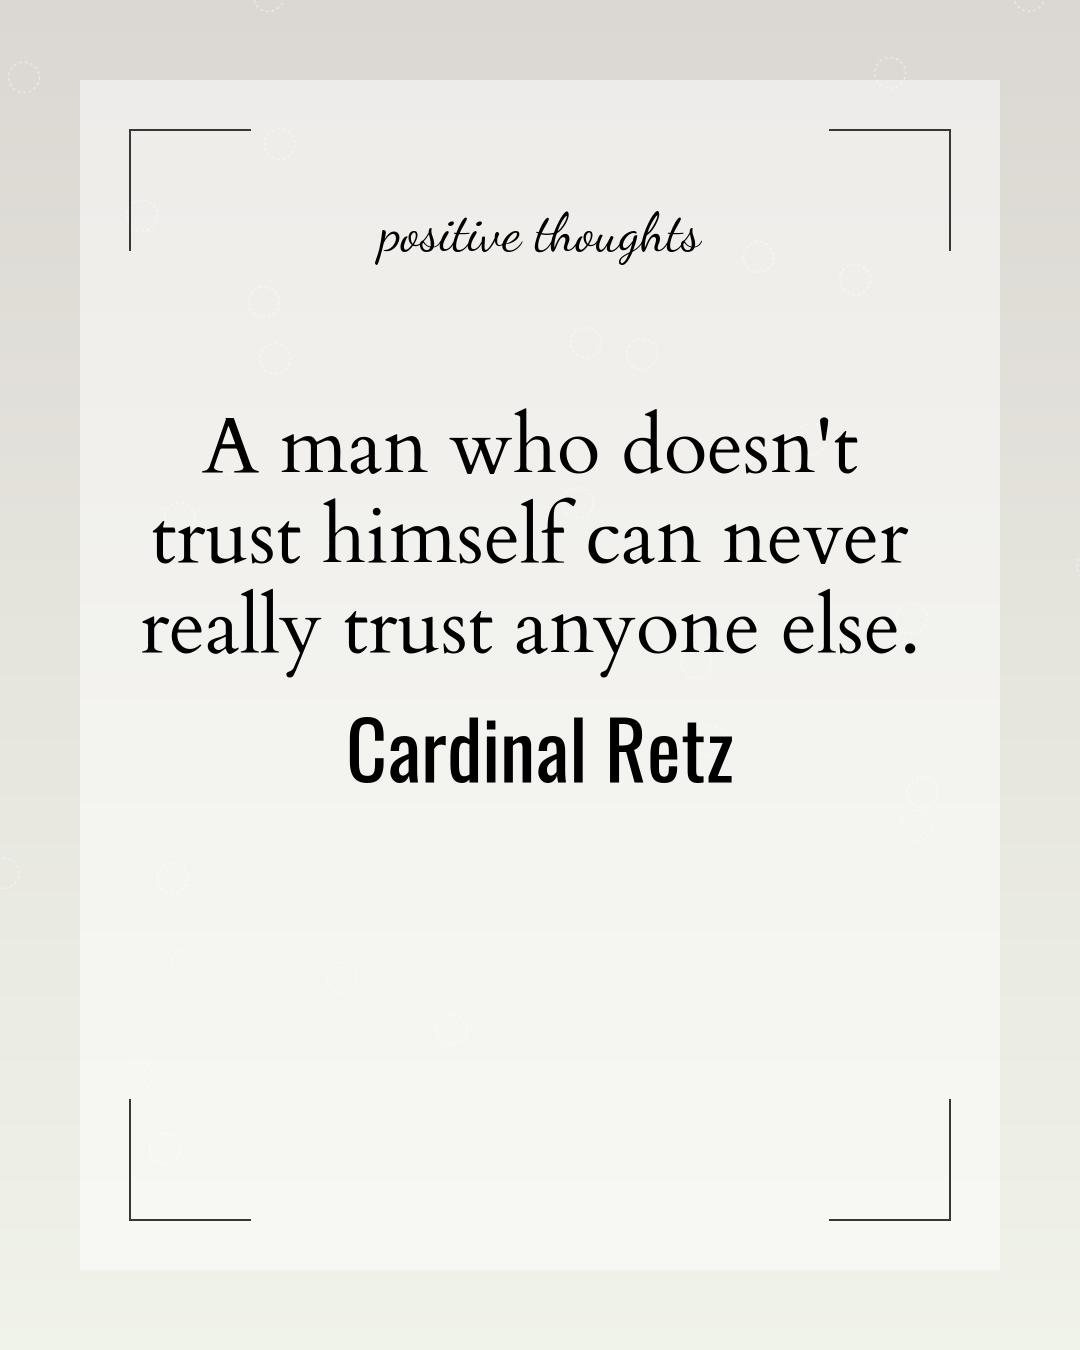 positive thoughts
A man who doesn't
trust himself can never
really trust anyone else.
Cardinal Retz